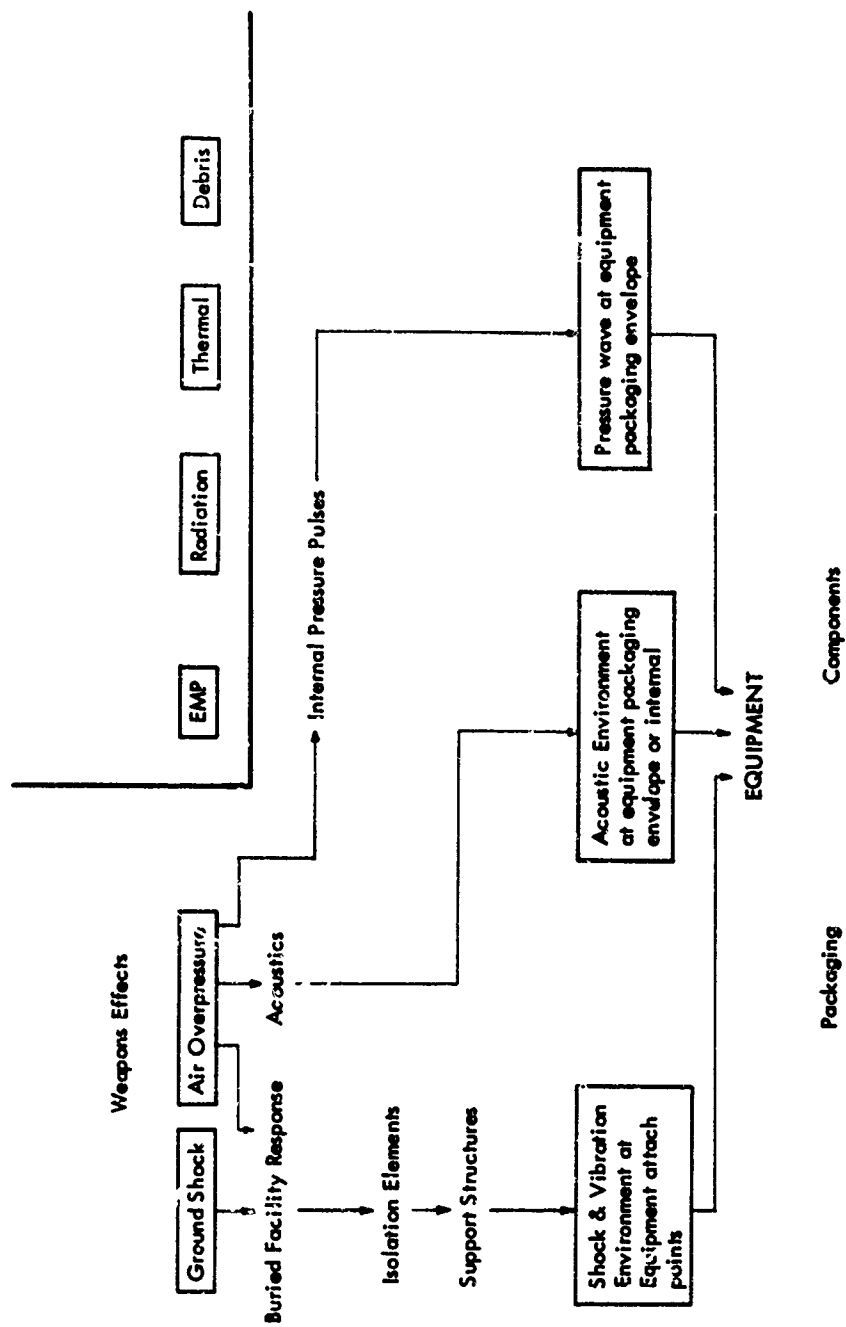 Weapons Effects
Ground Shock
Air Overpressure
EMP
Radiation
Thermal
Debris
Buried Facility Response
Acoustics
Internal Pressure Pulses
Isolation Elements
Support Structures
Shock & Vibration
Environment at
Equipment attach
points
Acoustic Environment
at equipment packaging
envelope or internal
Pressure wave at equipment
packaging envelope
EQUIPMENT
Packaging
Components